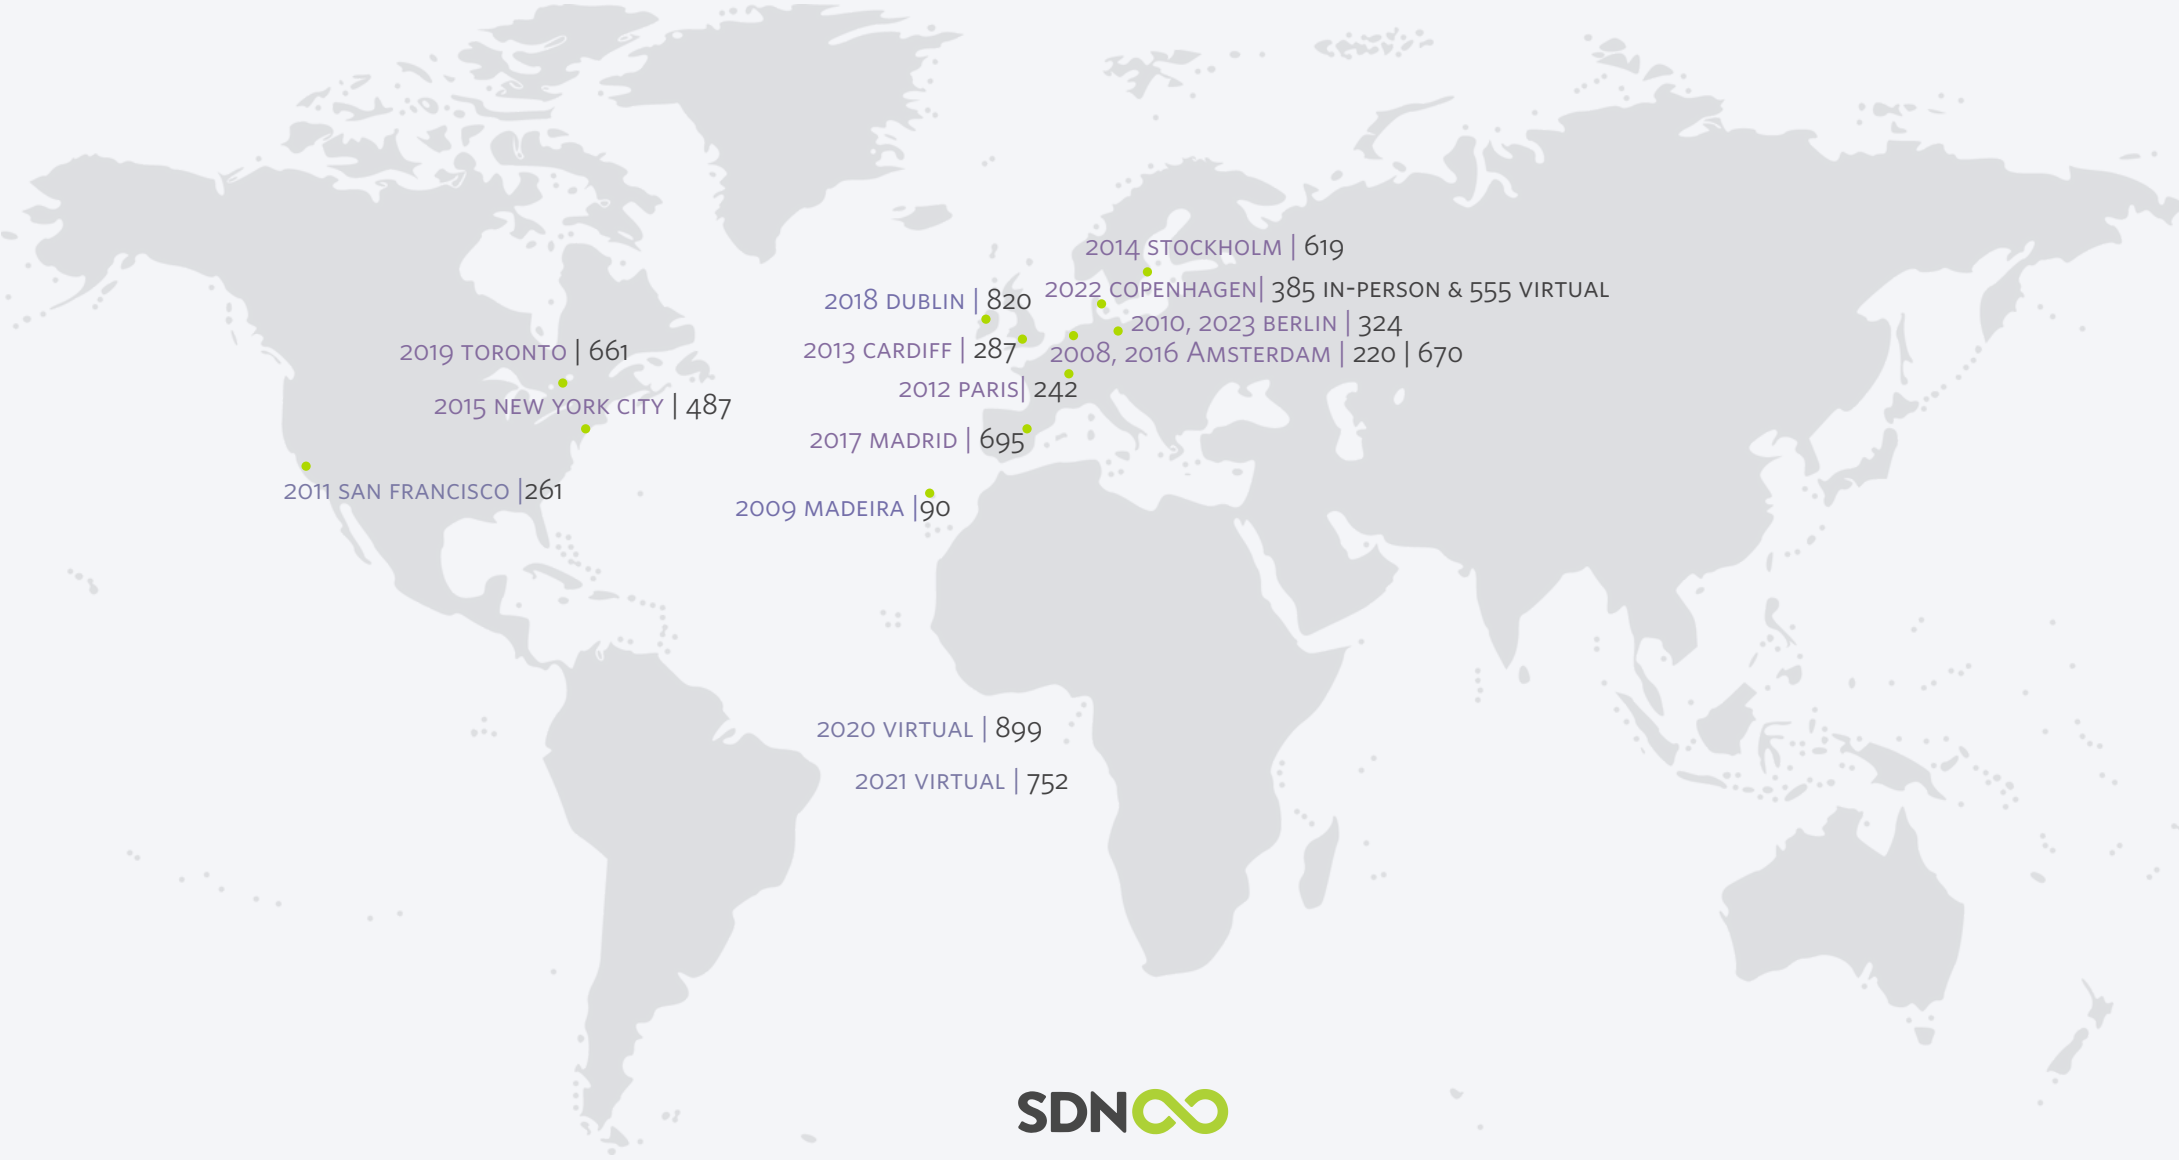 2014 STOCKHOLM | 619
2022 COPENHAGEN| 385 IN-PERSON & 555 VIRTUAL
2018 DUBLIN | 820
2010, 2023 BERLIN | 324
2013 CARDIFF | 287
2008, 2016 AMSTERDAM | 220 | 670
2019 TORONTO | 661
2012 PARIS| 242
2015 NEW YORK CITY | 487
2017 MADRID | 695
2011 SAN FRANCISCO |261
2009 MADEIRA |90
2020 VIRTUAL | 899
2021 VIRTUAL | 752
SDN